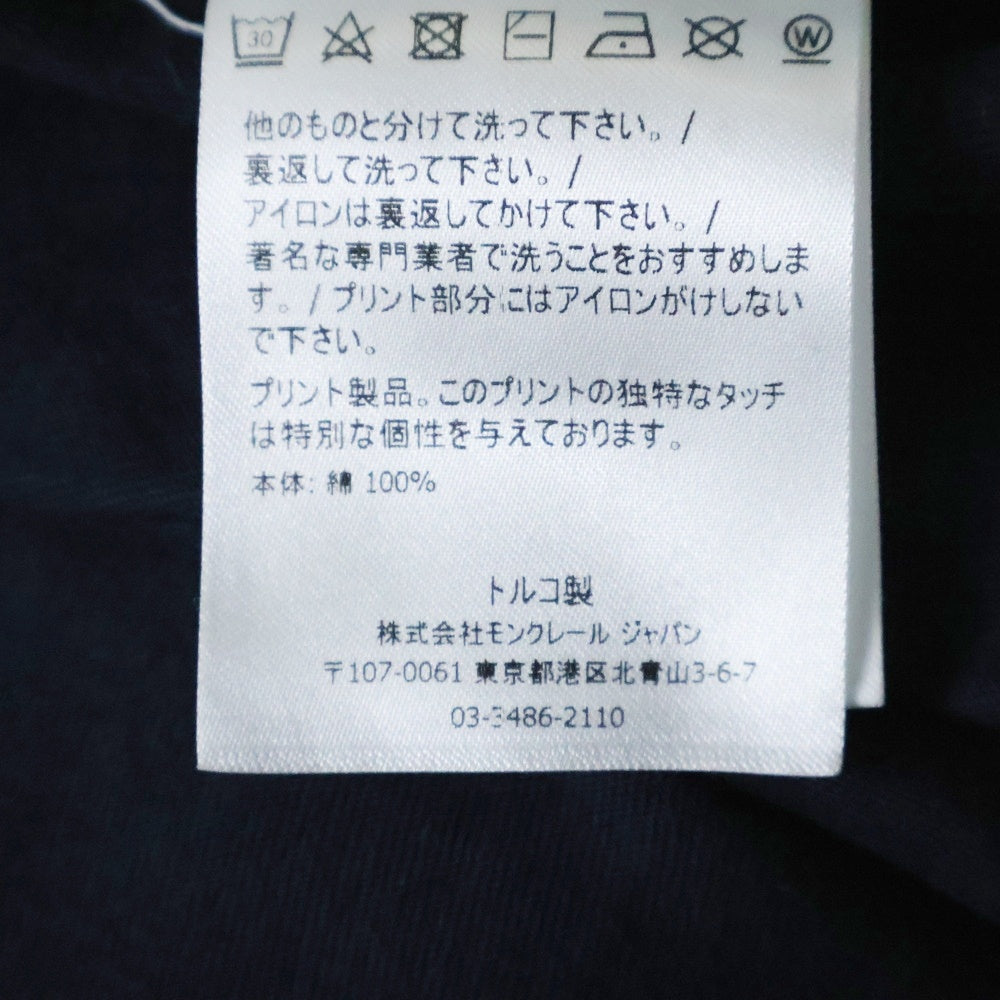 30 W
他のものと分けて洗って下さい。/
裏返して洗って下さい。/
アイロンは裏返してかけて下さい。/
著名な専門業者で洗うことをおすすめしま
す。/ プリント部分にはアイロンがけしない
で下さい。
プリント製品。このプリントの独特なタッチ
は特別な個性を与えております。
本体: 綿 100%
トルコ製
株式会社モンクレール ジャパン
〒107-0061 東京都港区北青山3-6-7
03-3486-2110